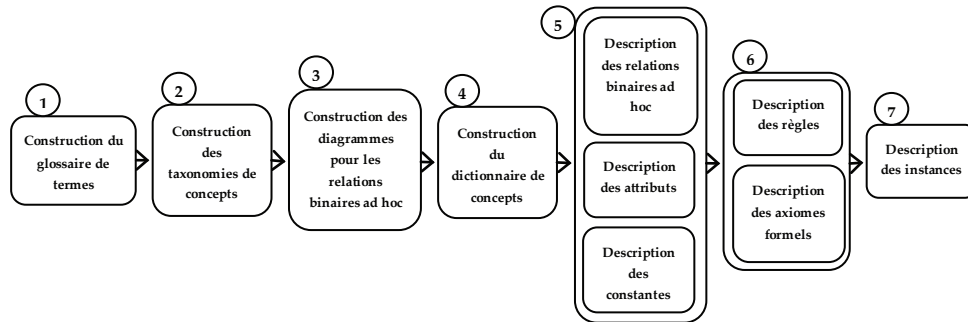 1
Construction du
glossaire de
termes
2
Construction
des
taxonomies de
concepts
3
Construction des
diagrammes
pour les
relations
binaires ad hoc
4
Construction
du
dictionnaire de
concepts
5
Description
des relations
binaires ad
hoc
Description
des attributs
Description
des
constantes
6
Description
des règles
Description
des axiomes
formels
7
Description
des instances